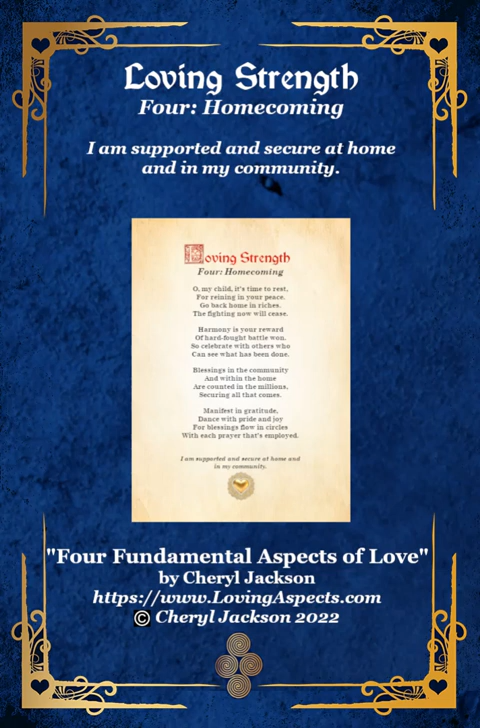 Loving Strength
Four: Homecoming
I am supported and secure at home
and in my community.
Loving Strength
Four: Homecoming
O, my child, it's time to rest,
For reining in your peace.
Go back home in riches.
The fighting now will cease.
Harmony is your reward
Of hard-fought battle won.
So celebrate with others who
Can see what has been done.
Blessings in the community
And within the home
Are counted in the millions,
Securing all that comes.
Manifest in gratitude,
Dance with pride and joy
For blessings flow in circles
With each prayer that's employed.
I am supported and secure at home and
in my community.
"Four Fundamental Aspects of Love"
by Cheryl Jackson
https://www.LovingAspects.com
© Cheryl Jackson 2022